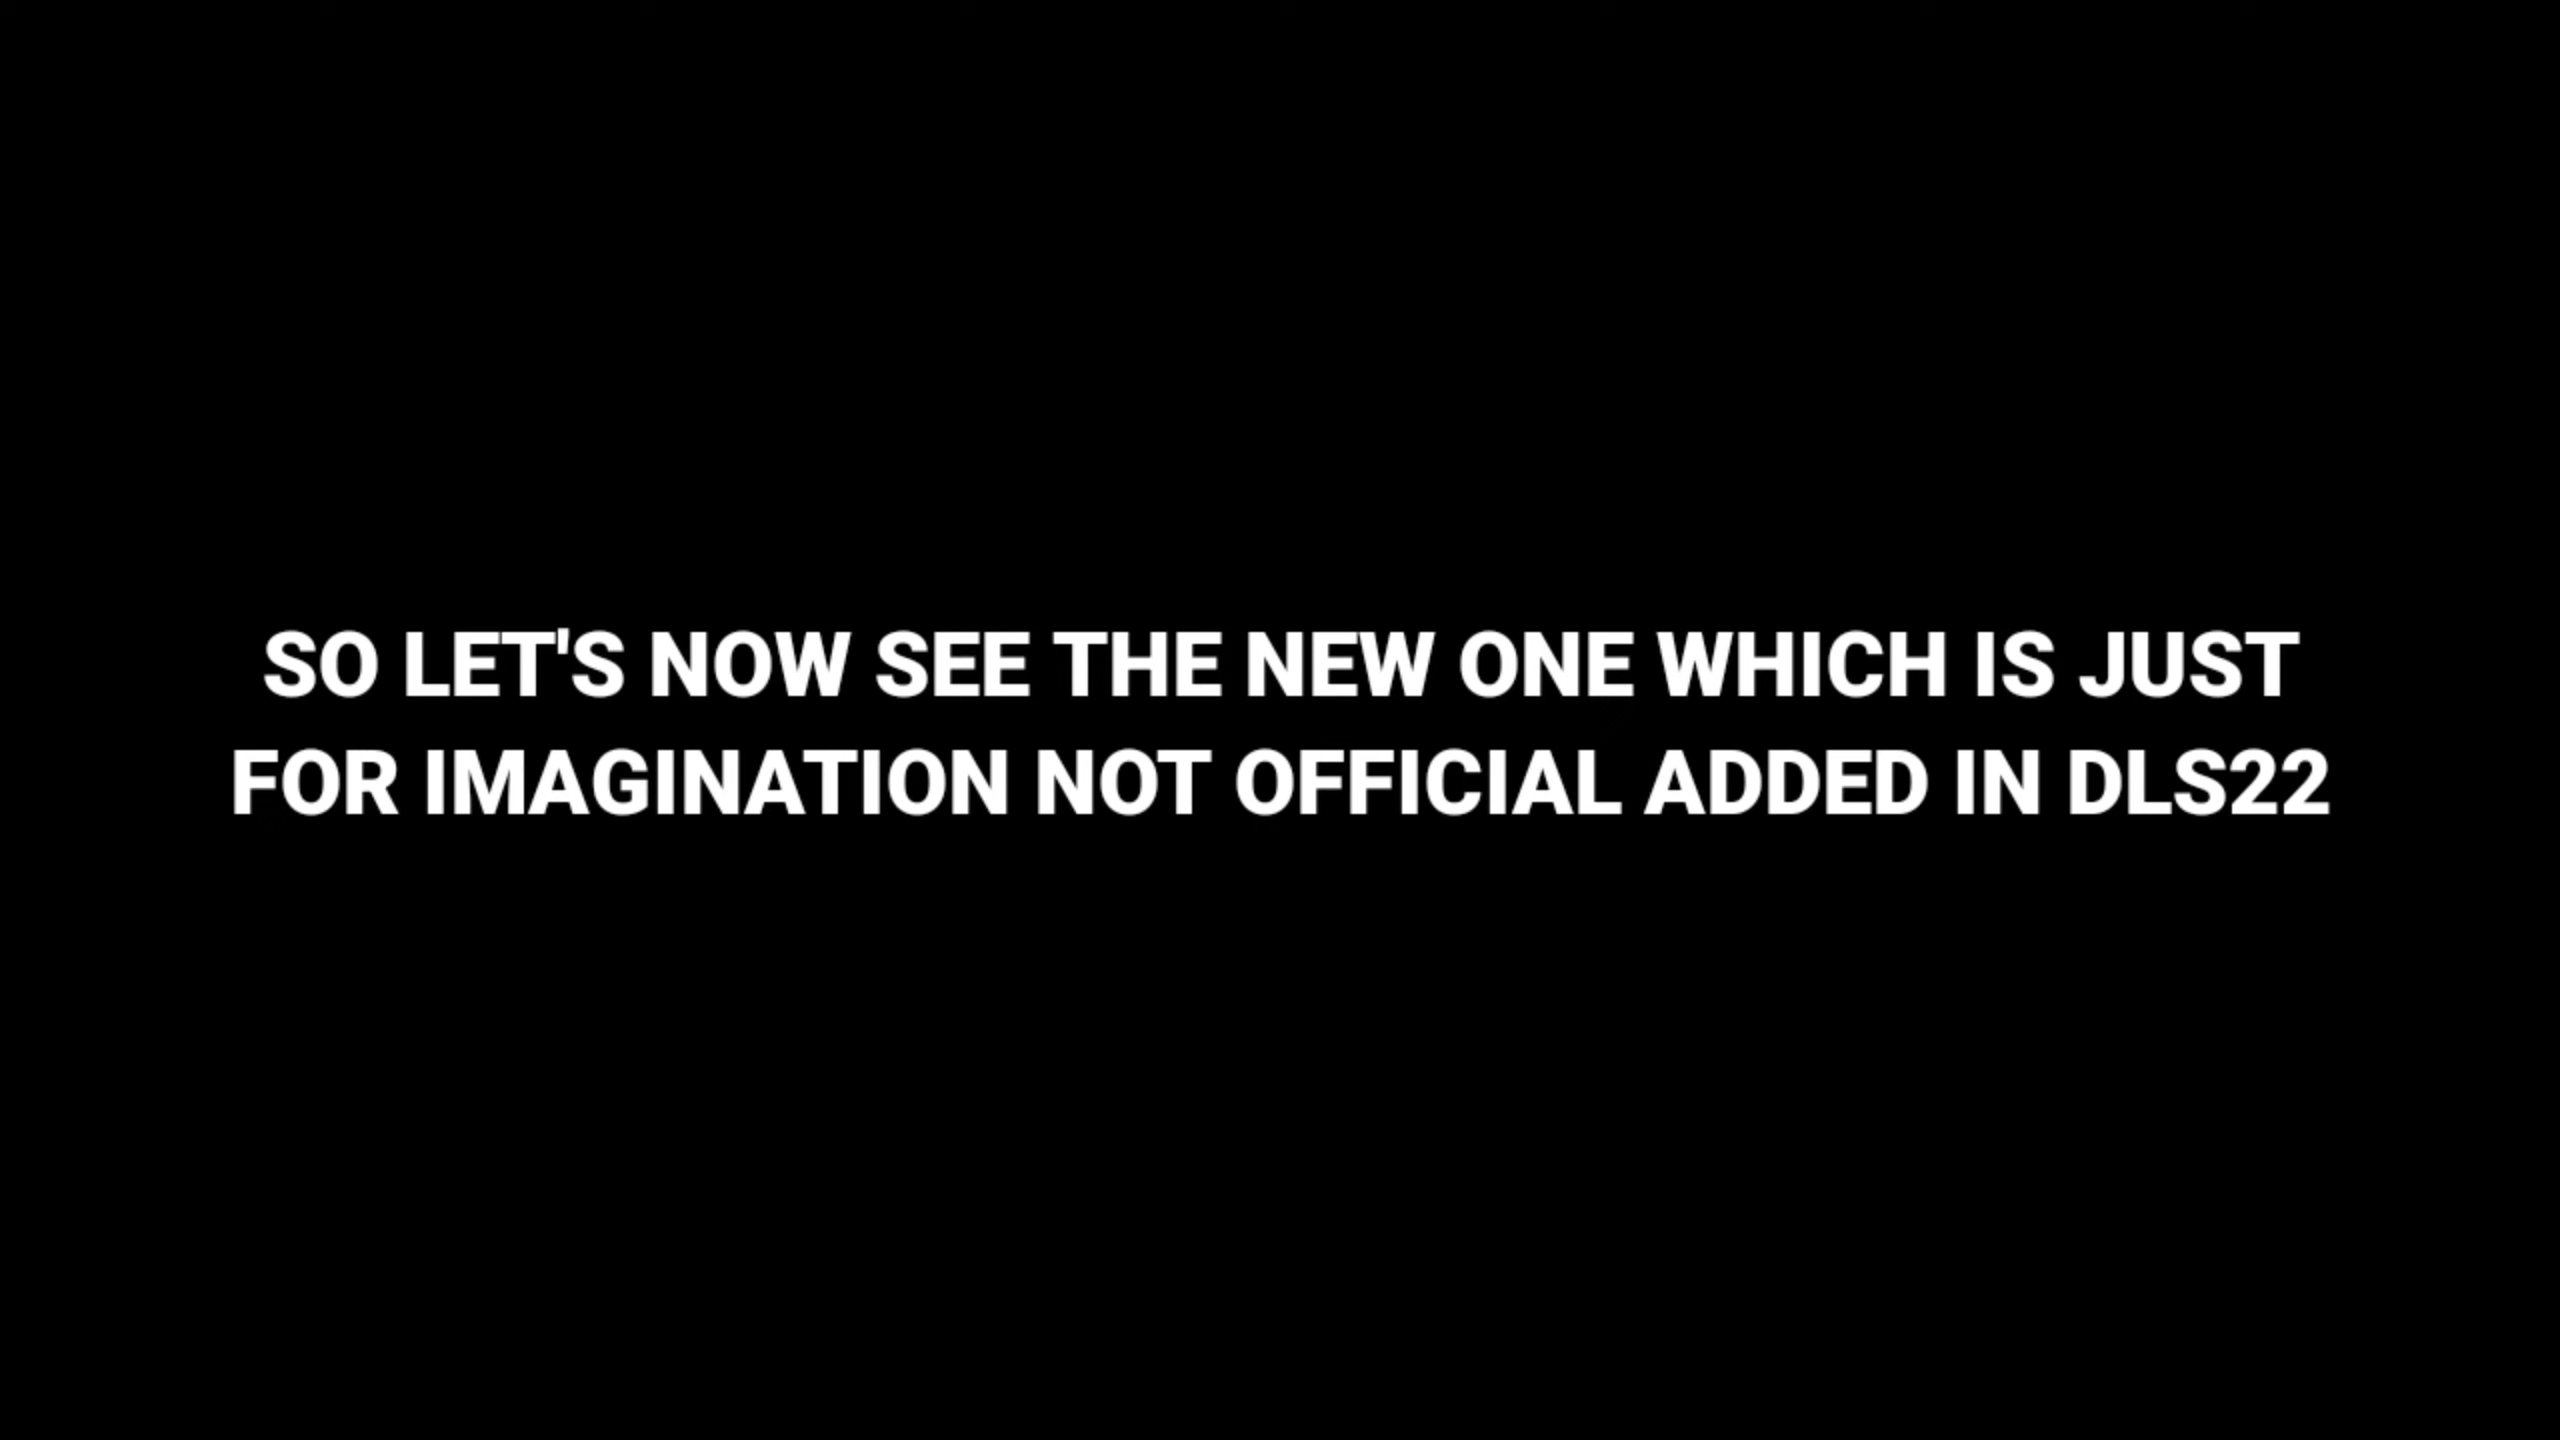 SO LET'S NOW SEE THE NEW ONE WHICH IS JUST
FOR IMAGINATION NOT OFFICIAL ADDED IN DLS22